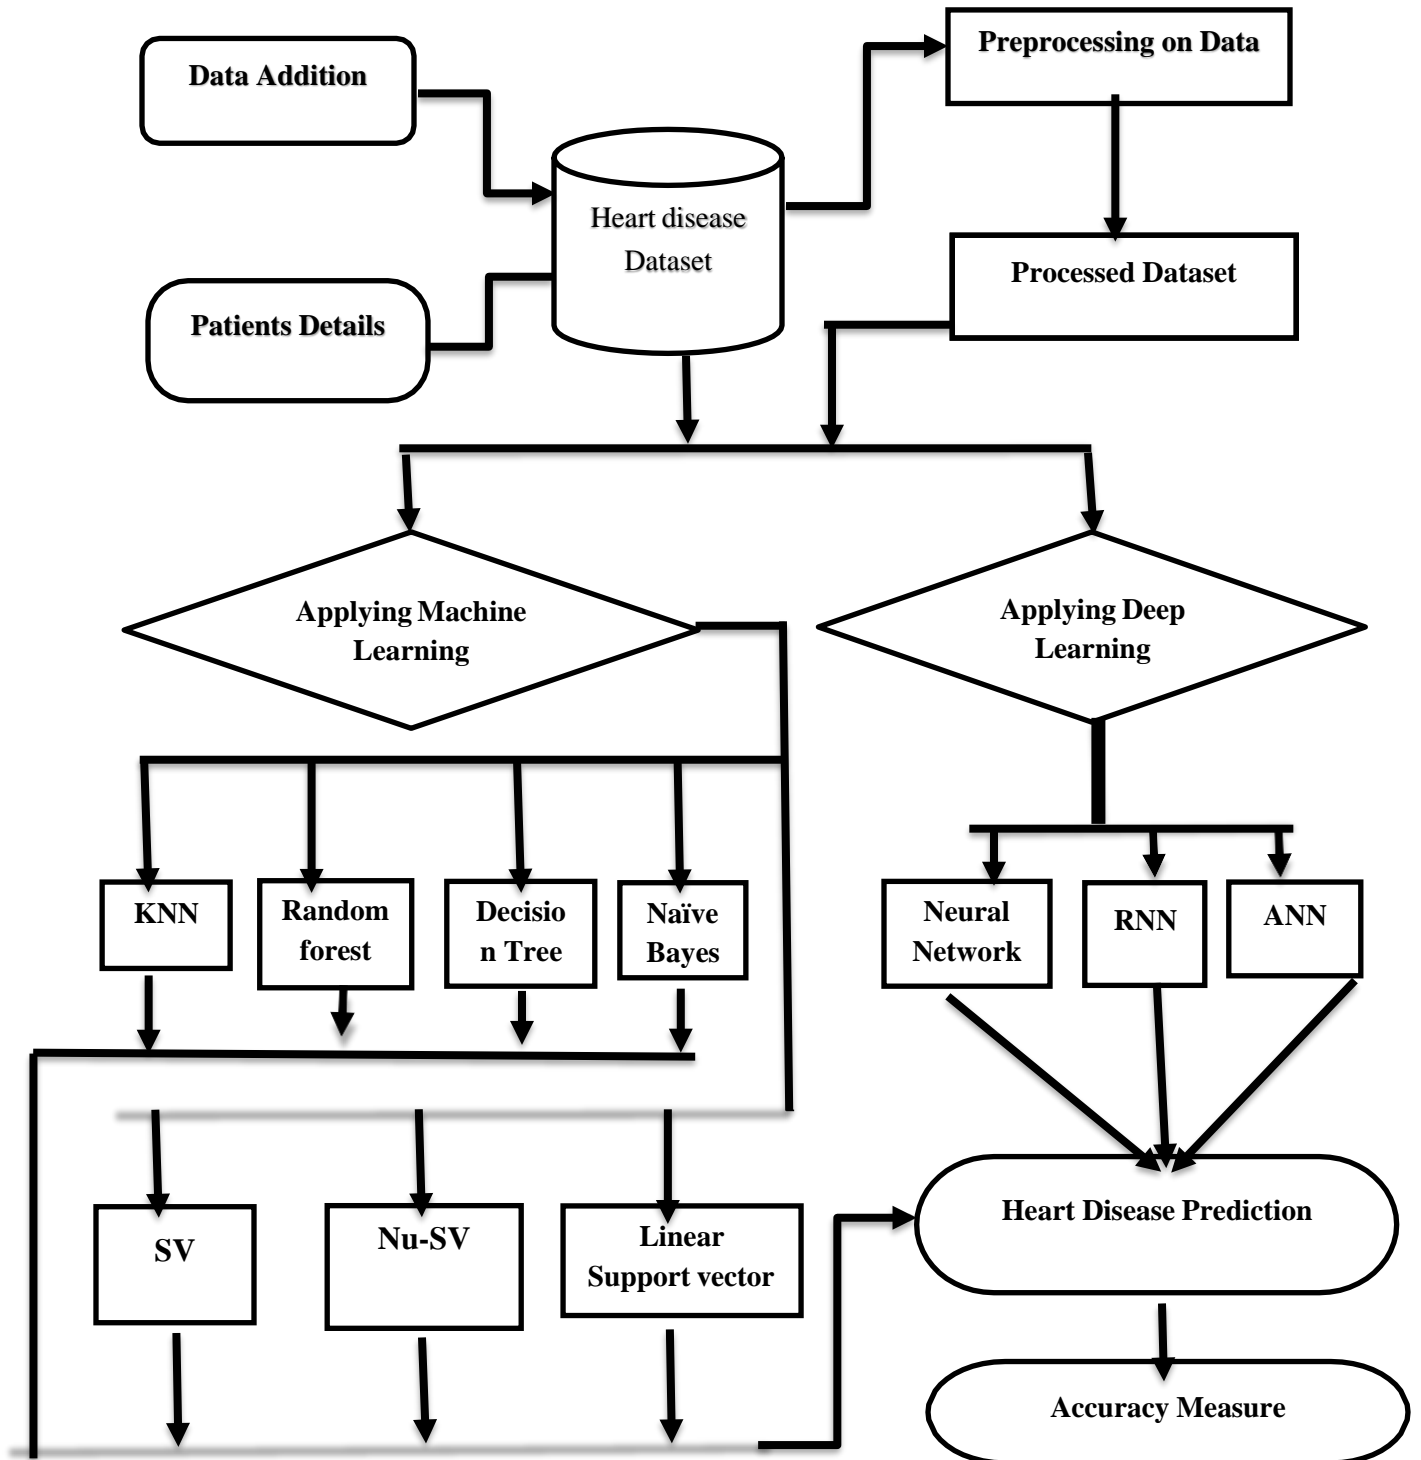 Data Addition
Preprocessing on Data
Heart disease
Dataset
Processed Dataset
Patients Details
Applying Machine
Learning
Applying Deep
Learning
KNN
Random
forest
Decisio
n Tree
Naïve
Bayes
Neural
Network
RNN
ANN
SV
Nu-SV
Linear
Support vector
Heart Disease Prediction
Accuracy Measure